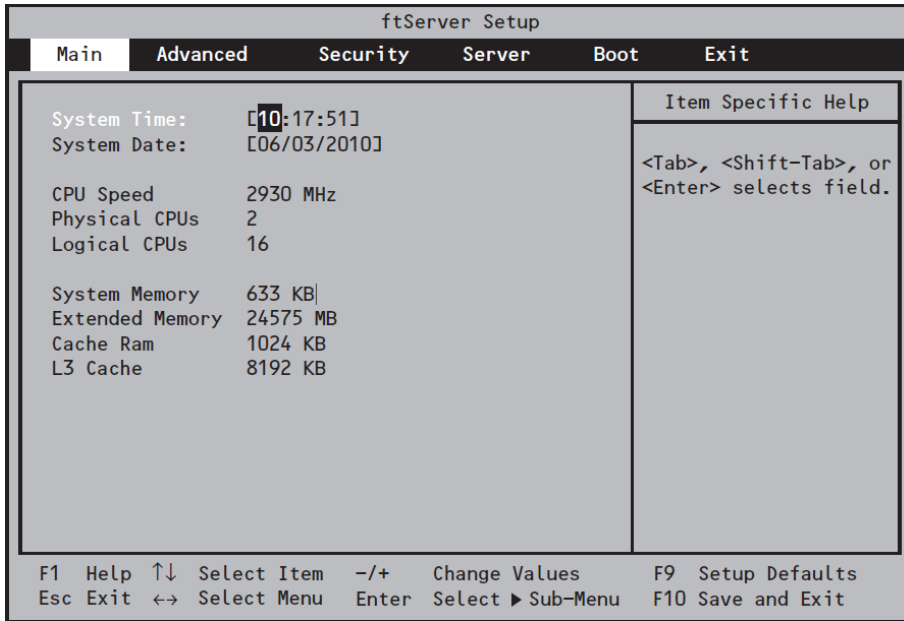 ftServer Setup
Main Advanced Security Server Boot Exit
System Time: [10:17:51]
System Date: [06/03/2010]
CPU Speed 2930 MHz
Physical CPUs 2
Logical CPUs 16
System Memory 633 KB
Extended Memory 24575 MB
Cache Ram 1024 KB
L3 Cache 8192 KB
Item Specific Help
<Tab>, <Shift-Tab>, or
<Enter> selects field.
F1 Help ↑↓ Select Item -/+ Change Values F9 Setup Defaults
Esc Exit ↔ Select Menu Enter Select ▶ Sub-Menu F10 Save and Exit